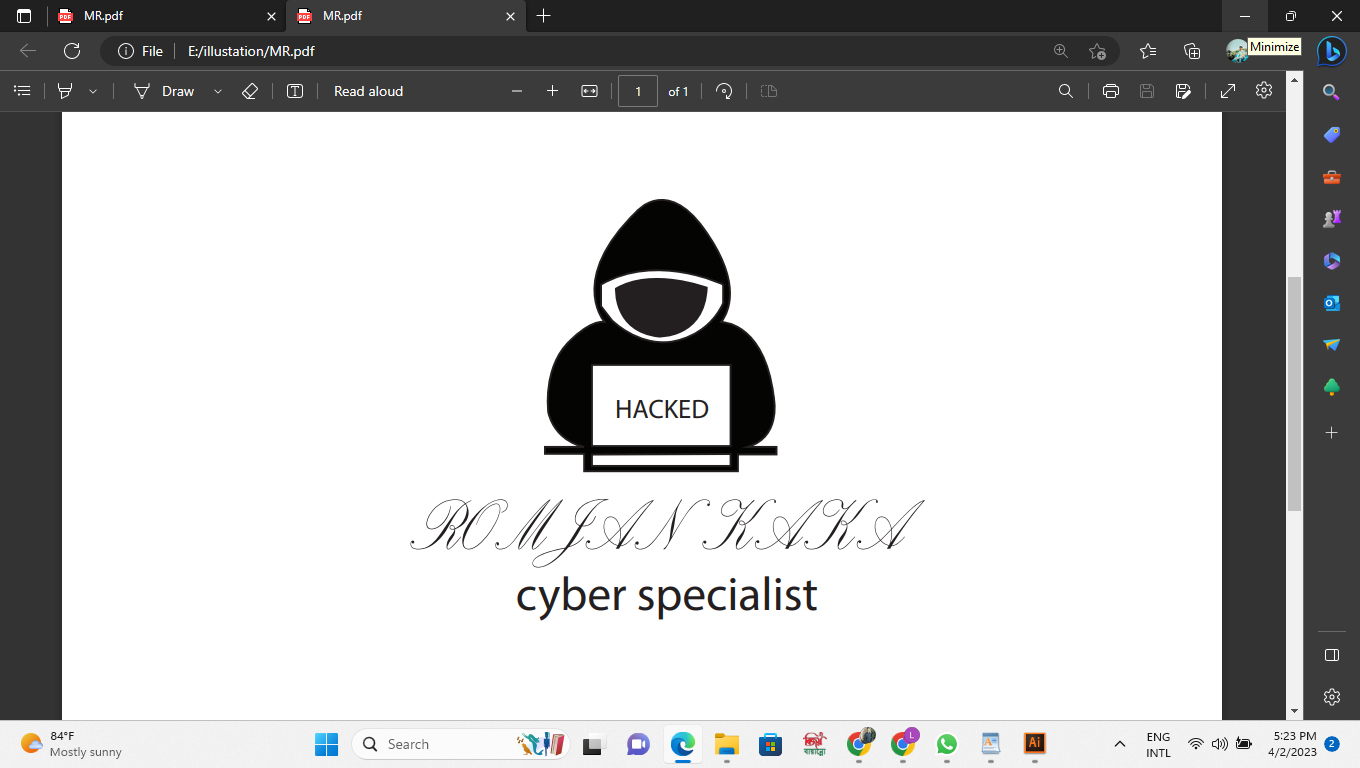 MR.pdf
MR.pdf
Minimize
File
E:/illustation/MR.pdf
Draw
Read aloud
1
of 1
HACKED
ROMJAN KAKA
cyber specialist
84°F
Mostly sunny
Search
L
Ai
ENG
INTL
5:23 PM
4/2/2023
2